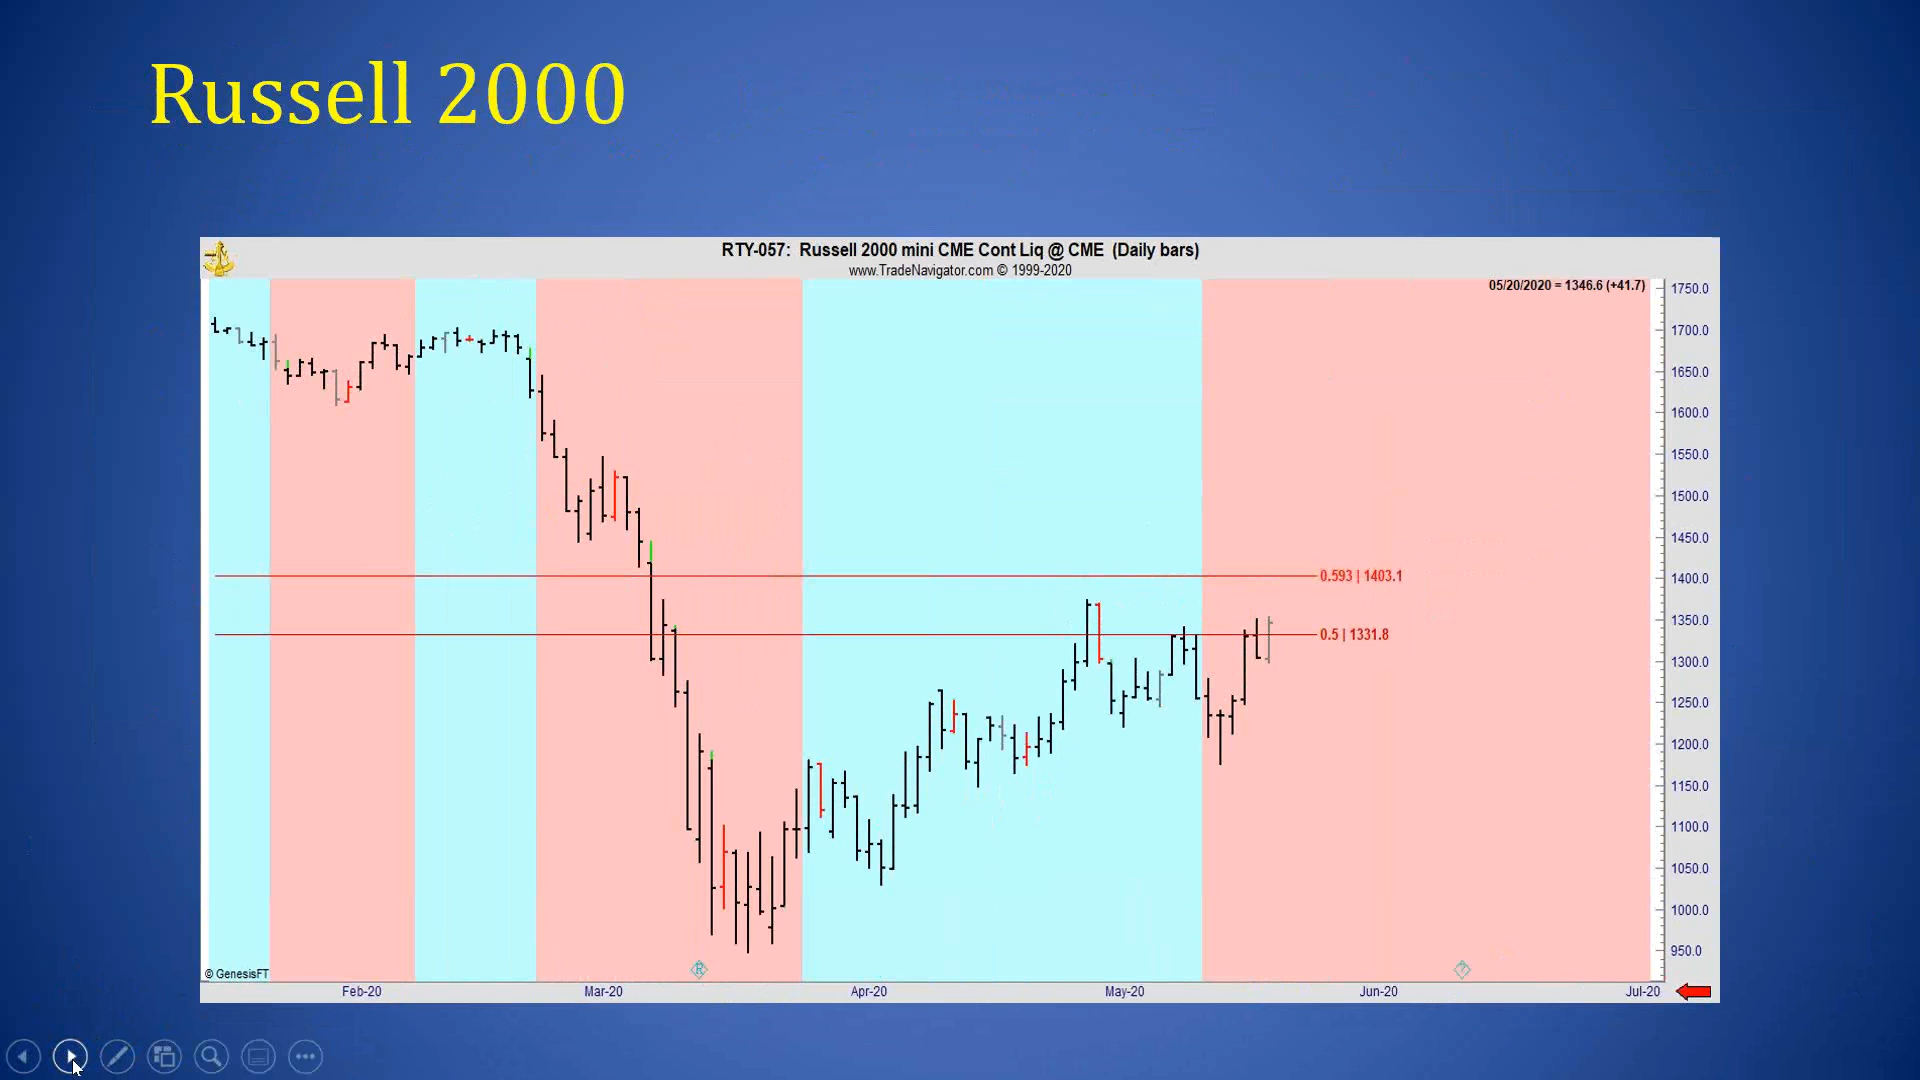 Russell 2000
RTY-057: Russell 2000 mini CME Cont Liq @ CME (Daily bars)
www.TradeNavigator.com © 1999-2020
05/20/2020 = 1346.6 (+41.7)
1750.0
1700.0
1650.0
1600.0
1550.0
1500.0
1450.0
1400.0
1350.0
1300.0
1250.0
1200.0
1150.0
1100.0
1050.0
1000.0
950.0
0.593 | 1403.1
0.5 | 1331.8
R
?
© GenesisFT
Feb-20 Mar-20 Apr-20 May-20 Jun-20 Jul-20